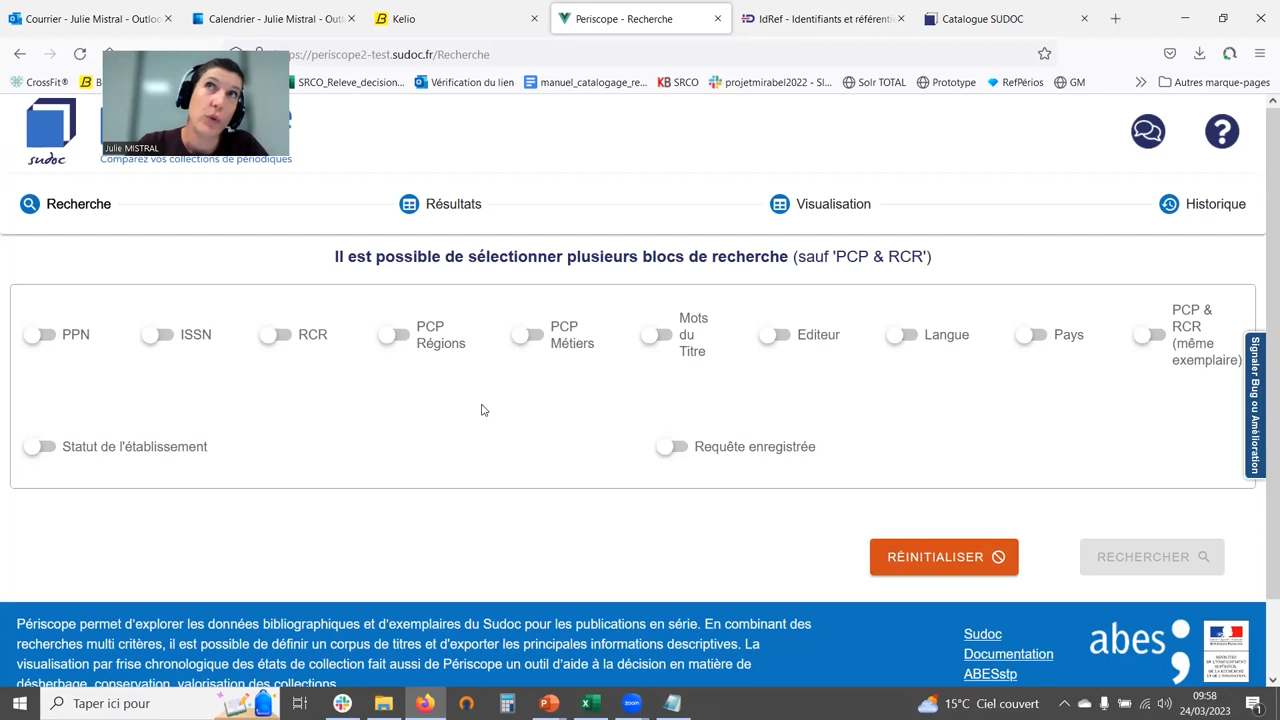 Courrier - Julie Mistral - Outloo
Calendrier - Julie Mistral - Outl
Kelio
Periscope - Recherche
IdRef - Identifiants et référentie
Catalogue SUDOC
https://periscope2-test.sudoc.fr/Recherche
CrossFit®
SRCO_Releve_decision...
Vérification du lien
manuel_catalogage_re...
SRCO
projetmirabel2022 - Sl...
Solr TOTAL
Prototype
RefPérios
GM
Autres marque-pages
Julie MISTRAL
sudoc
Comparez vos collections de périodiques
Recherche
Résultats
Visualisation
Historique
Il est possible de sélectionner plusieurs blocs de recherche (sauf 'PCP & RCR')
PPN
ISSN
RCR
PCP
Régions
PCP
Métiers
Mots
du
Titre
Editeur
Langue
Pays
PCP &
RCR
(même
exemplaire)
Statut de l'établissement
Requête enregistrée
Signaler Bug ou Amélioration
RÉINITIALISER
RECHERCHER
Périscope permet d'explorer les données bibliographiques et d'exemplaires du Sudoc pour les publications en série. En combinant des
recherches multi critères, il est possible de définir un corpus de titres et d'exporter les principales informations descriptives. La
visualisation par frise chronologique des états de collection fait aussi de Périscope un outil d'aide à la décision en matière de
désherbage, conservation, valorisation des collections.
Sudoc
Documentation
ABESstp
abes
Taper ici pour
zoom
15°C Ciel couvert
09:58
24/03/2023